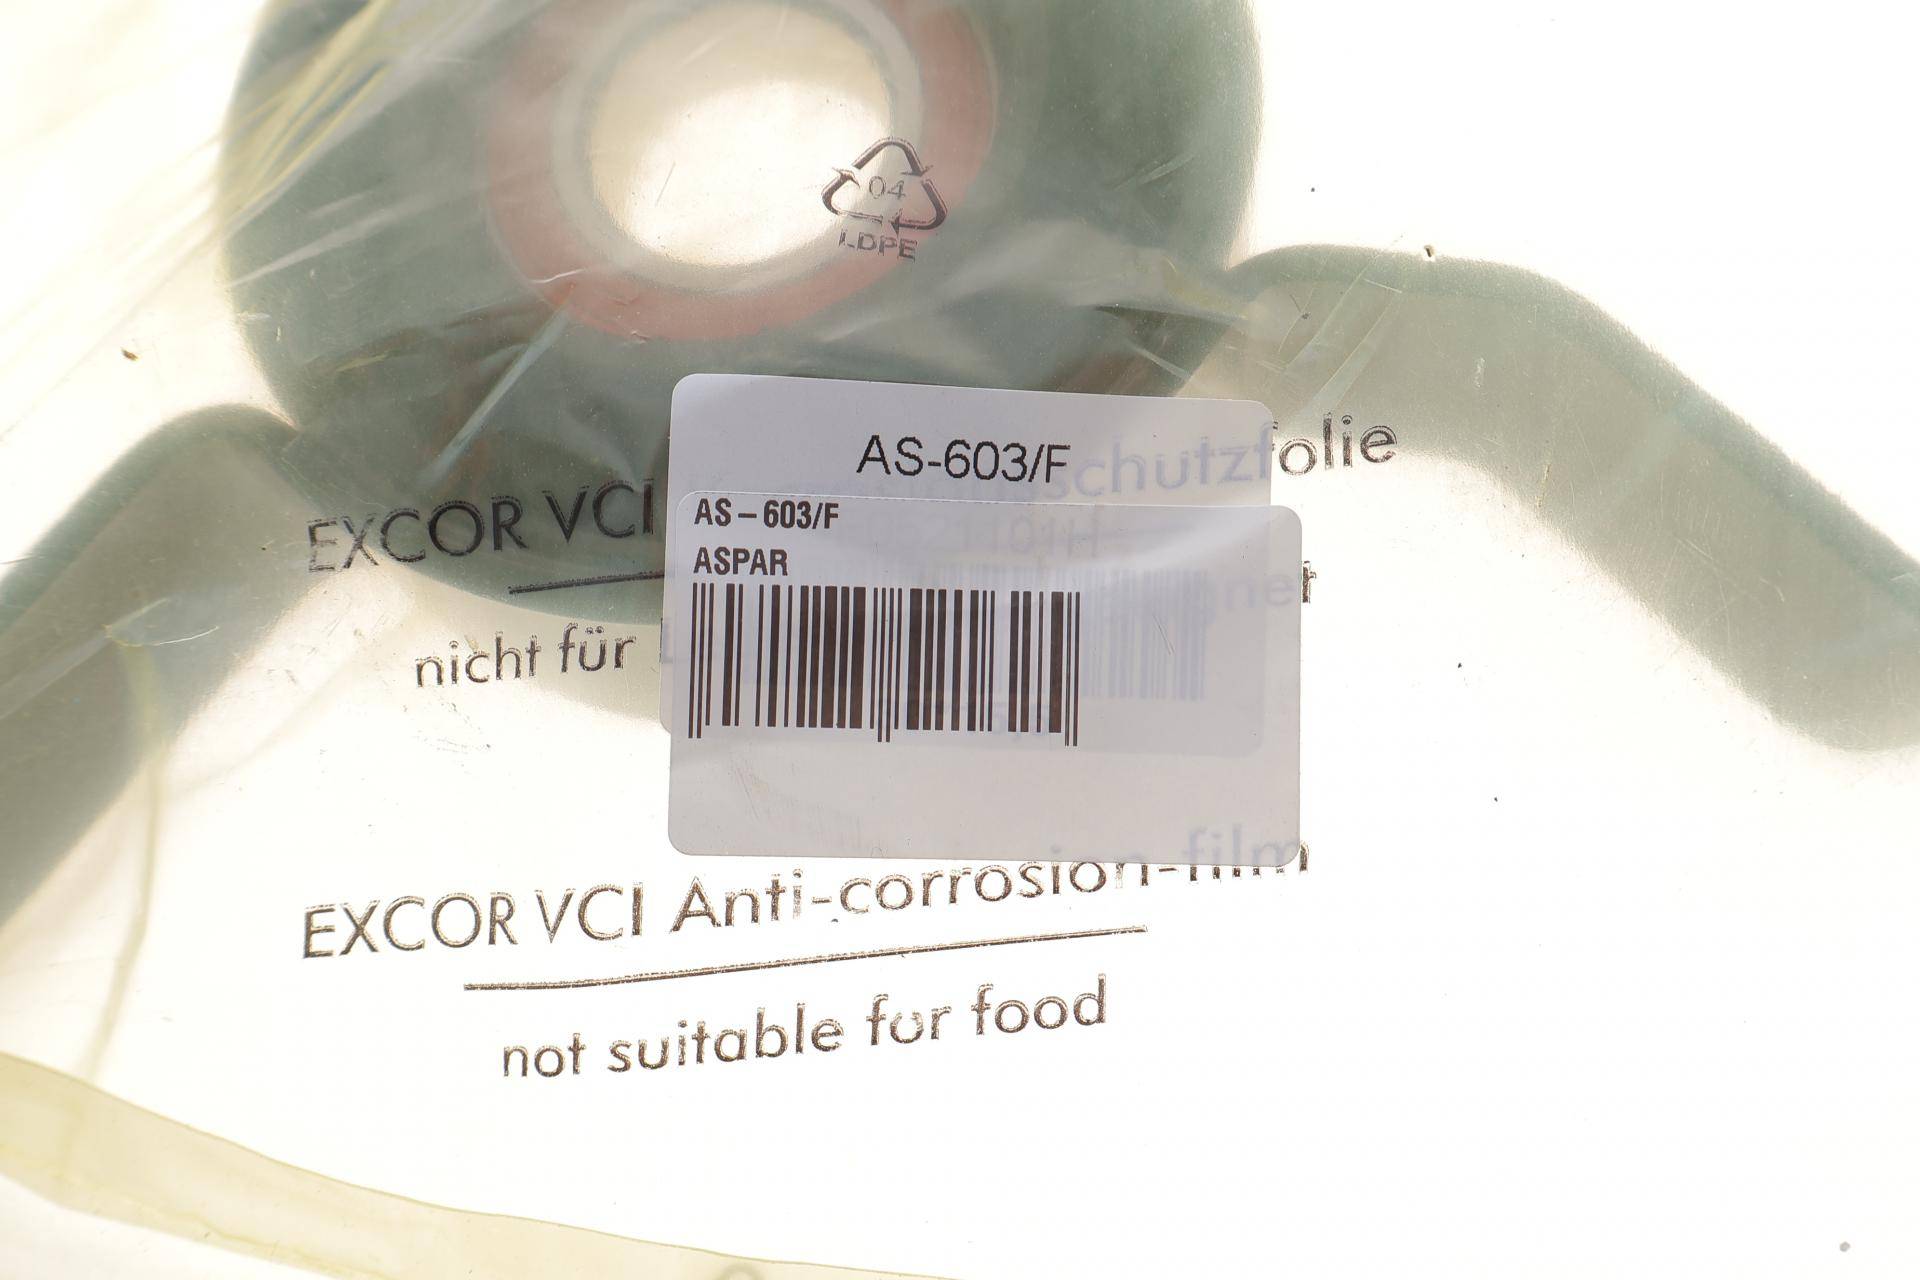 04
LDPE
AS-603/F
EXCOR VCI schutzfolie
AS-603/F
ASPAR
nicht für
EXCOR VCI Anti-corrosion-film
not suitable for food